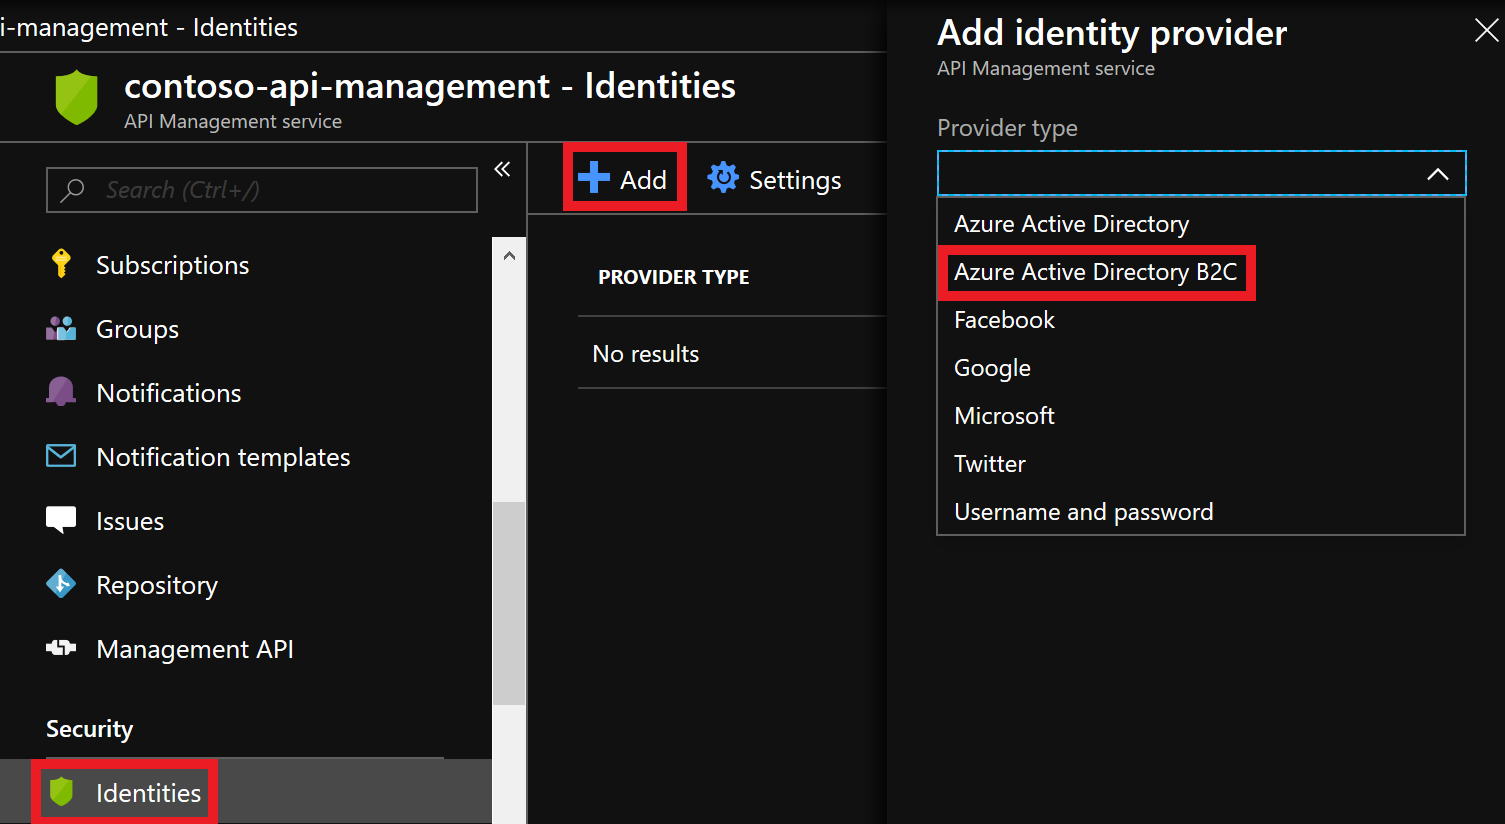 i-management - Identities
contoso-api-management - Identities
API Management service
Search (Ctrl+/)
Subscriptions
Groups
Notifications
Notification templates
Issues
Repository
Management API
Security
Identities
Add
Settings
PROVIDER TYPE
No results
Add identity provider
API Management service
Provider type
Azure Active Directory
Azure Active Directory B2C
Facebook
Google
Microsoft
Twitter
Username and password